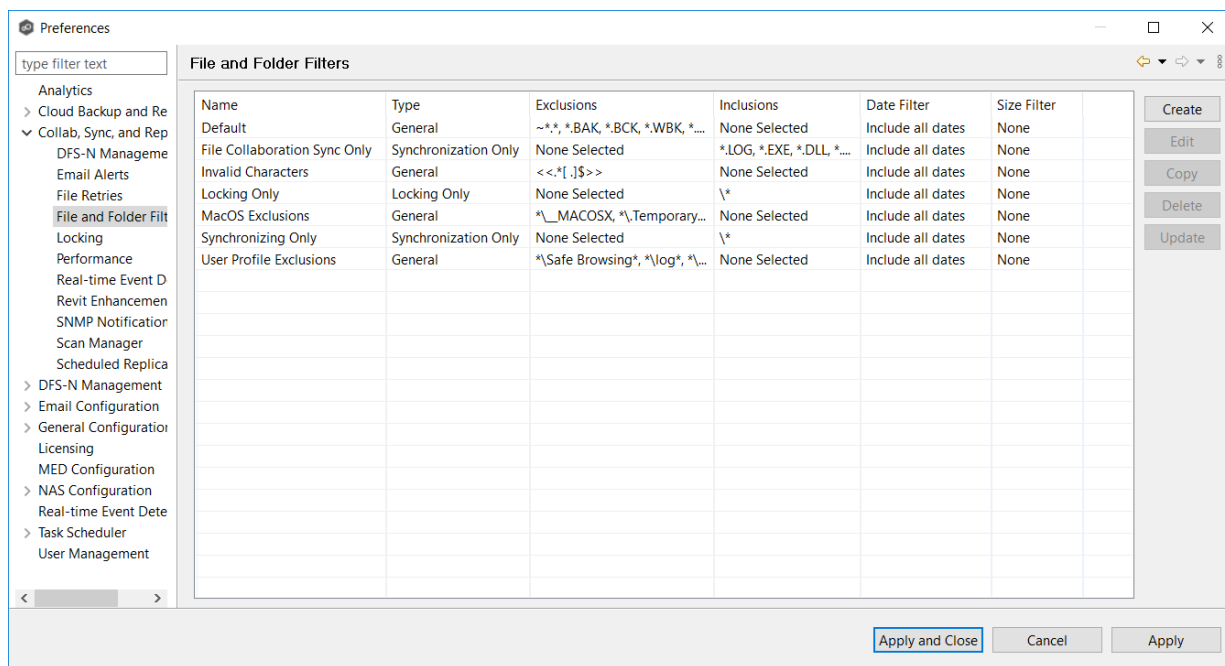 Preferences
type filter text
Analytics
Cloud Backup and Re
Collab, Sync, and Rep
DFS-N Manageme
Email Alerts
File Retries
File and Folder Filt
Locking
Performance
Real-time Event D
Revit Enhancemen
SNMP Notification
Scan Manager
Scheduled Replica
DFS-N Management
Email Configuration
General Configuration
Licensing
MED Configuration
NAS Configuration
Real-time Event Dete
Task Scheduler
User Management
File and Folder Filters
Name Type Exclusions Inclusions Date Filter Size Filter
Default General ~*.*, *.BAK, *.BCK, *.WBK, *.... None Selected Include all dates None
File Collaboration Sync Only Synchronization Only None Selected *.LOG, *.EXE, *.DLL, *.... Include all dates None
Invalid Characters General <<.*[ .]$>> None Selected Include all dates None
Locking Only Locking Only None Selected \* Include all dates None
MacOS Exclusions General *\__MACOSX, *\.Temporary... None Selected Include all dates None
Synchronizing Only Synchronization Only None Selected \* Include all dates None
User Profile Exclusions General *\Safe Browsing*, *\log*, *\... None Selected Include all dates None
Create
Edit
Copy
Delete
Update
Apply and Close Cancel Apply